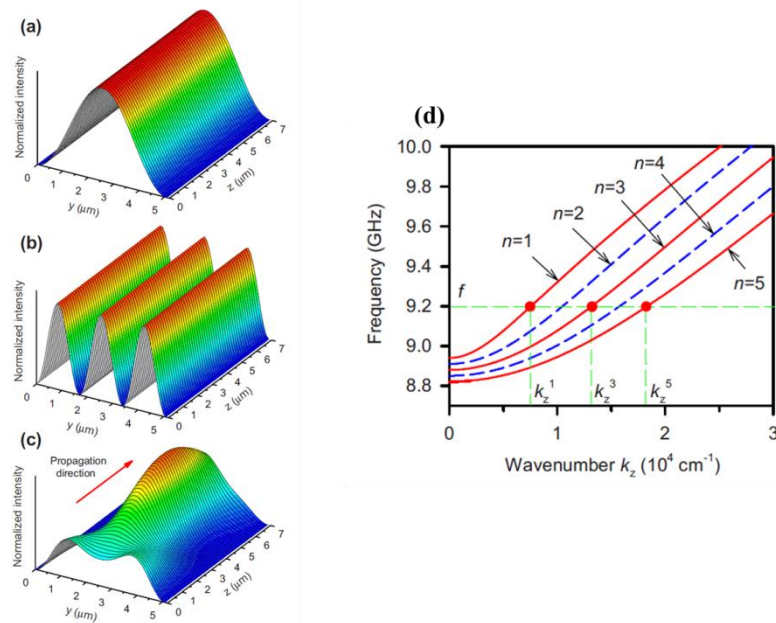 (a)
Normalized intensity
0
1
2
3
4
5
y (μm)
0
1
2
3
4
5
6
7
z (μm)
(b)
Normalized intensity
0
1
2
3
4
5
y (μm)
0
1
2
3
4
5
6
7
z (μm)
(c)
Propagation
direction
Normalized intensity
0
1
2
3
4
5
y (μm)
0
1
2
3
4
5
6
7
z (μm)
(d)
10.0
9.8
9.6
9.4
9.2
9.0
8.8
Frequency (GHz)
f
n=1
n=2
n=3
n=4
n=5
k_z^1
k_z^3
k_z^5
0
1
2
3
Wavenumber k_z (10^4 cm^-1)